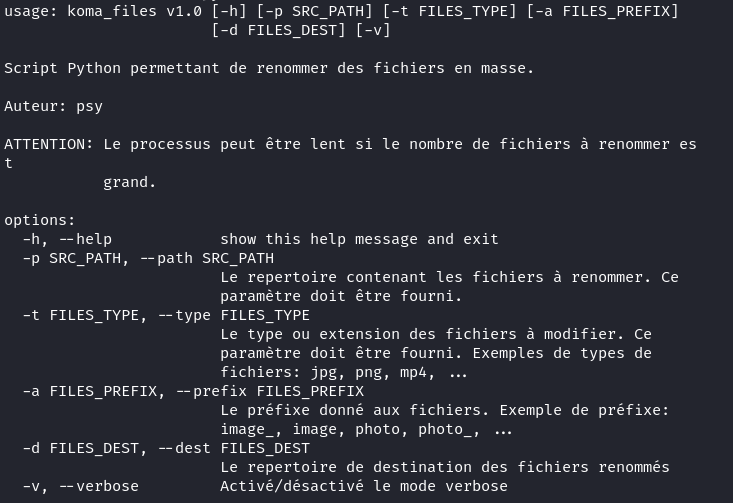 usage: koma_files v1.0 [-h] [-p SRC_PATH] [-t FILES_TYPE] [-a FILES_PREFIX]
                       [-d FILES_DEST] [-v]

Script Python permettant de renommer des fichiers en masse.

Auteur: psy

ATTENTION: Le processus peut être lent si le nombre de fichiers à renommer es
t
           grand.

options:
  -h, --help            show this help message and exit
  -p SRC_PATH, --path SRC_PATH
                        Le repertoire contenant les fichiers à renommer. Ce
                        paramètre doit être fourni.
  -t FILES_TYPE, --type FILES_TYPE
                        Le type ou extension des fichiers à modifier. Ce
                        paramètre doit être fourni. Exemples de types de
                        fichiers: jpg, png, mp4, ...
  -a FILES_PREFIX, --prefix FILES_PREFIX
                        Le préfixe donné aux fichiers. Exemple de préfixe:
                        image_, image, photo, photo_, ...
  -d FILES_DEST, --dest FILES_DEST
                        Le repertoire de destination des fichiers renommés
  -v, --verbose         Activé/désactivé le mode verbose